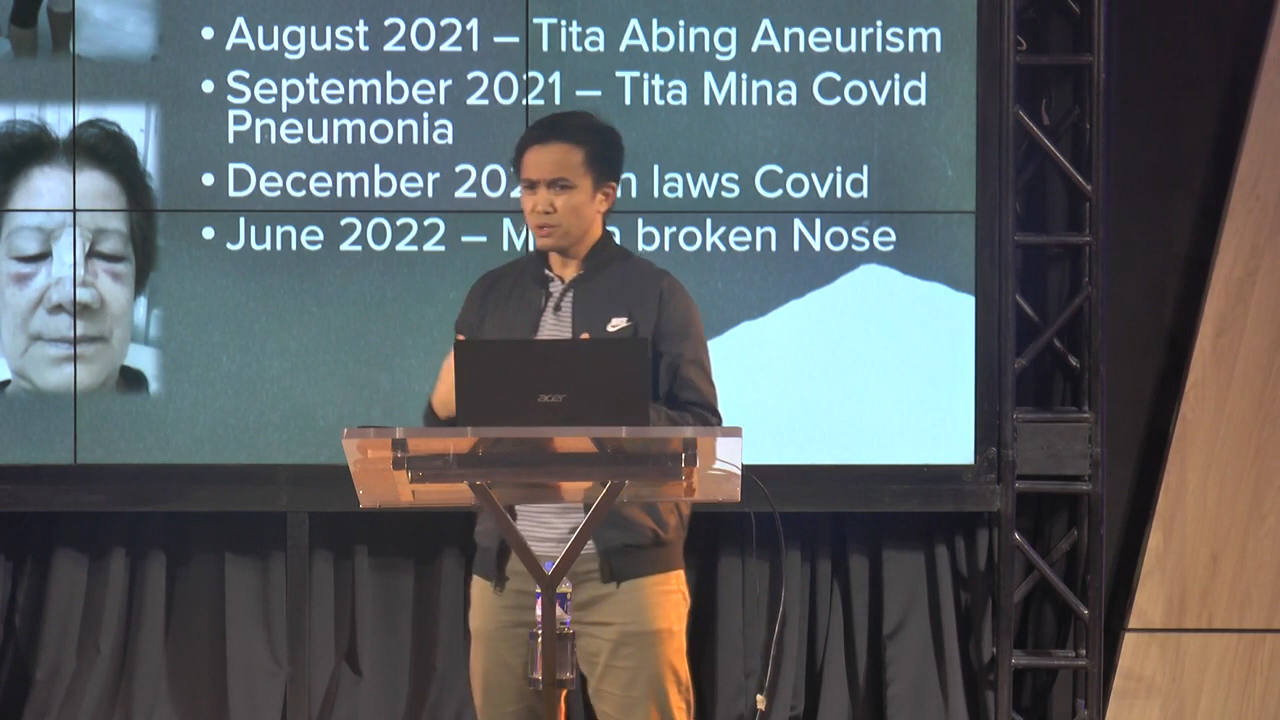 • August 2021 – Tita Abing Aneurism
• September 2021 – Tita Mina Covid
Pneumonia
• December laws Covid
• June 2022 – broken Nose
acer